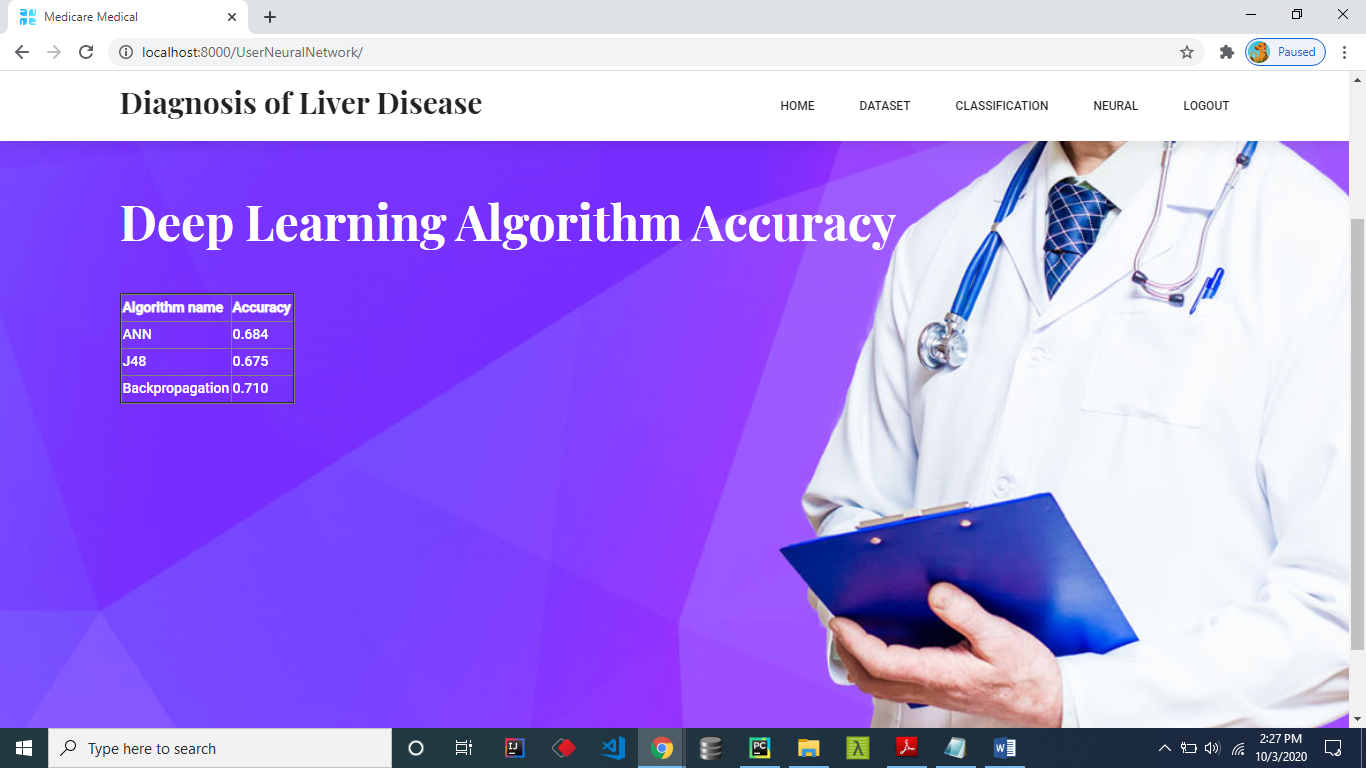 Medicare Medical
localhost:8000/UserNeuralNetwork/
Paused
Diagnosis of Liver Disease
HOME DATASET CLASSIFICATION NEURAL LOGOUT
Deep Learning Algorithm Accuracy
Algorithm name Accuracy
ANN 0.684
J48 0.675
Backpropagation 0.710
Type here to search
IJ
PC
W
2:27 PM
10/3/2020